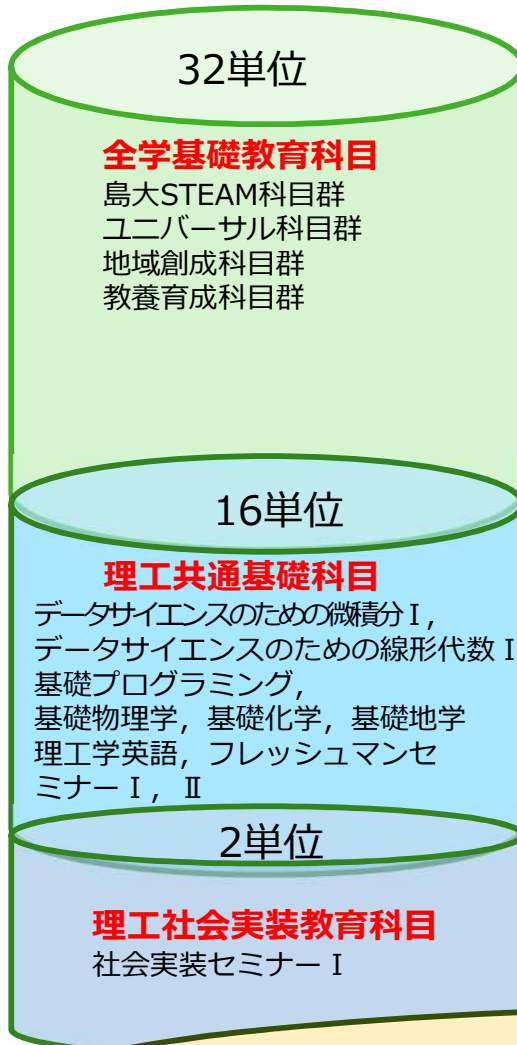 32単位
全学基礎教育科目
島大STEAM科目群
ユニバーサル科目群
地域創成科目群
教養育成科目群
16単位
理工共通基礎科目
データサイエンスのための微積分Ⅰ,
データサイエンスのための線形代数Ⅰ
基礎プログラミング,
基礎物理学, 基礎化学, 基礎地学
理工学英語, フレッシュマンセ
ミナーⅠ, Ⅱ
2単位
理工社会実装教育科目
社会実装セミナーⅠ